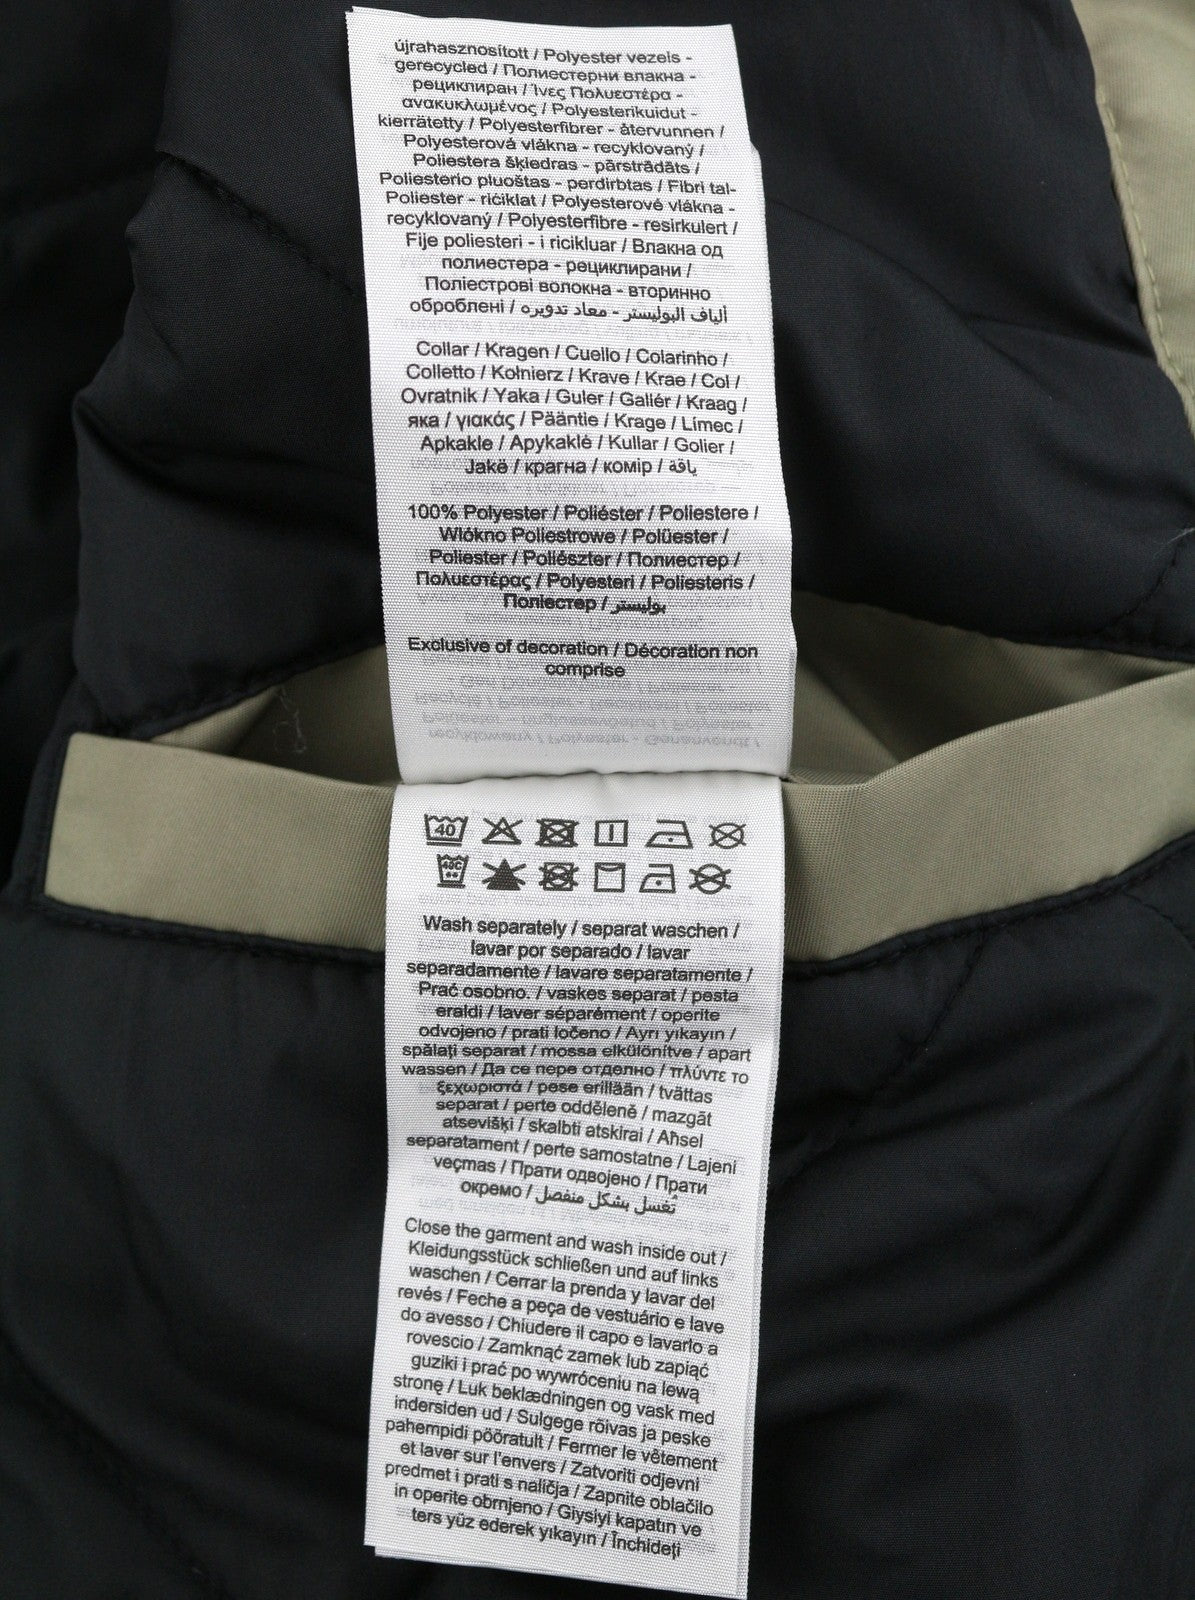 újrahasznosított / Polyester vezels -
gerecycled / Полиестерни влакна -
рециклиран / Ίνες Πολυεστέρα -
ανακυκλωμένος / Polyesterikuidut -
kierrätetty / Polyesterfibrer - återvunnen /
Polyesterová vlákna - recyklovaný /
Poliestera šķiedras - pārstrādāts /
Poliesterio pluoštas - perdirbtas / Fibri tal-
Poliester - riċiklat / Polyesterové vlákna -
recyklovaný / Polyesterfibre - resirkulert /
Fije poliesteri - i ricikluar / Влакна од
полиестера - рециклирани /
Поліестрові волокна - вторинно
оброблені / ألياف البوليستر - معاد تدويره
Collar / Kragen / Cuello / Colarinho /
Colletto / Kołnierz / Krave / Krae / Col /
Ovratnik / Yaka / Guler / Gallér / Kraag /
яка / γιακάς / Pääntie / Krage / Límec /
Apkakle / Apykaklė / Kullar / Golier /
Jakë / крагна / комір / ياقة
100% Polyester / Poliéster / Poliestere /
Włókno Poliestrowe / Polüester /
Poliester / Poliészter / Полиестер /
Πολυεστέρας / Polyesteri / Poliesteris /
Поліестер / بوليستر
Exclusive of decoration / Décoration non
comprise
40
40C
Wash separately / separat waschen /
lavar por separado / lavar
separadamente / lavare separatamente /
Prać osobno. / vaskes separat / pesta
eraldi / laver séparément / operite
odvojeno / prati ločeno / Ayrı yıkayın /
spălați separat / mossa elkülönítve / apart
wassen / Да се пере отделно / πλύντε το
ξεχωριστά / pese erillään / tvättas
separat / perte odděleně / mazgāt
atsevišķi / skalbti atskirai / Aħsel
separatament / perte samostatne / Lajeni
veçmas / Прати одвојено / Прати
окремо / تُغسل بشكل منفصل
Close the garment and wash inside out /
Kleidungsstück schließen und auf links
waschen / Cerrar la prenda y lavar del
revés / Feche a peça de vestuário e lave
do avesso / Chiudere il capo e lavarlo a
rovescio / Zamknąć zamek lub zapiąć
guziki i prać po wywróceniu na lewą
stronę / Luk beklædningen og vask med
indersiden ud / Sulgege rõivas ja peske
pahempidi pööratult / Fermer le vêtement
et laver sur l'envers / Zatvoriti odjevni
predmet i prati s naličja / Zapnite oblačilo
in operite obrnjeno / Giysiyi kapatın ve
ters yüz ederek yıkayın / Închideți